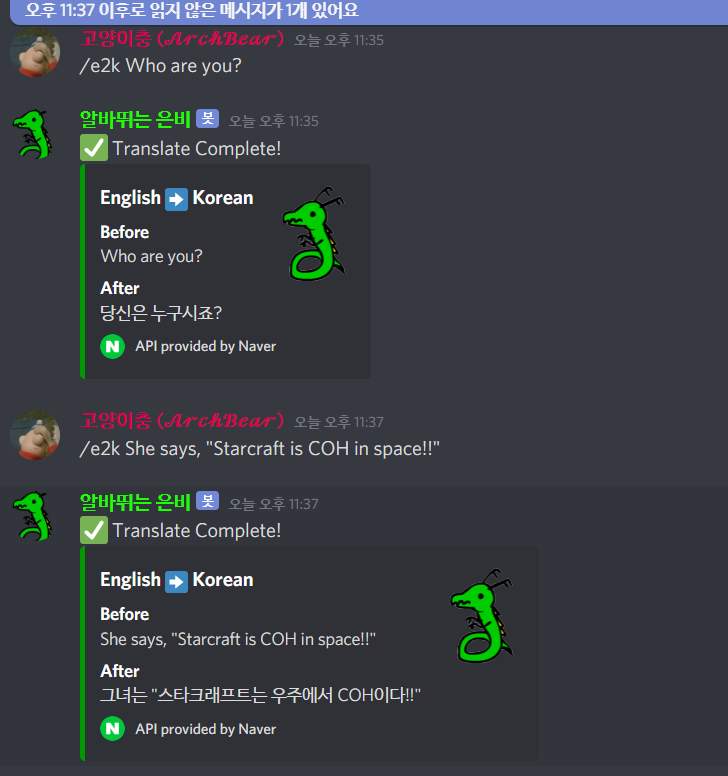 오후 11:37 이후로 읽지 않은 메시지가 1개 있어요
고양이충 (𝓐𝓻𝓬𝓱𝓑𝓮𝓪𝓻) 오늘 오후 11:35
/e2k Who are you?
알바뛰는 은비 봇 오늘 오후 11:35
✅ Translate Complete!
English ➡ Korean
Before
Who are you?
After
당신은 누구시죠?
N API provided by Naver
고양이충 (𝓐𝓻𝓬𝓱𝓑𝓮𝓪𝓻) 오늘 오후 11:37
/e2k She says, "Starcraft is COH in space!!"
알바뛰는 은비 봇 오늘 오후 11:37
✅ Translate Complete!
English ➡ Korean
Before
She says, "Starcraft is COH in space!!"
After
그녀는 "스타크래프트는 우주에서 COH이다!!"
N API provided by Naver